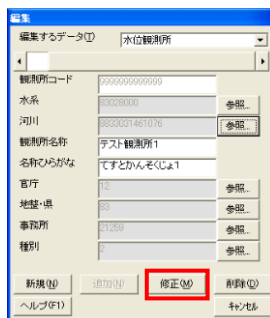 編集
編集するデータ(T) 水位観測所
観測所コード 9999999999999
水系 83028000 参照...
河川 8833031461076 参照...
観測所名称 テスト観測所1
名称ひらがな てすとかんそくじょ1
官庁 12 参照...
地整・県 83 参照...
事務所 21259 参照...
種別 2 参照...
新規(N) 追加(N) 修正(M) 削除(D)
ヘルプ(F1) キャンセル